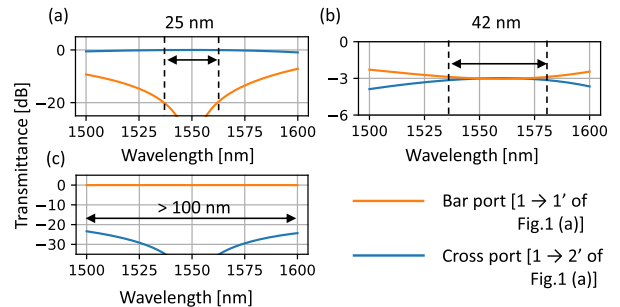 (a)
25 nm
0
−20
1500
1525
1550
1575
1600
Wavelength [nm]
(b)
42 nm
0
−3
−6
1500
1525
1550
1575
1600
Wavelength [nm]
(c)
> 100 nm
0
−10
−20
−30
1500
1525
1550
1575
1600
Wavelength [nm]
Transmittance [dB]
Bar port [1 → 1’ of
Fig.1 (a)]
Cross port [1 → 2’ of
Fig.1 (a)]